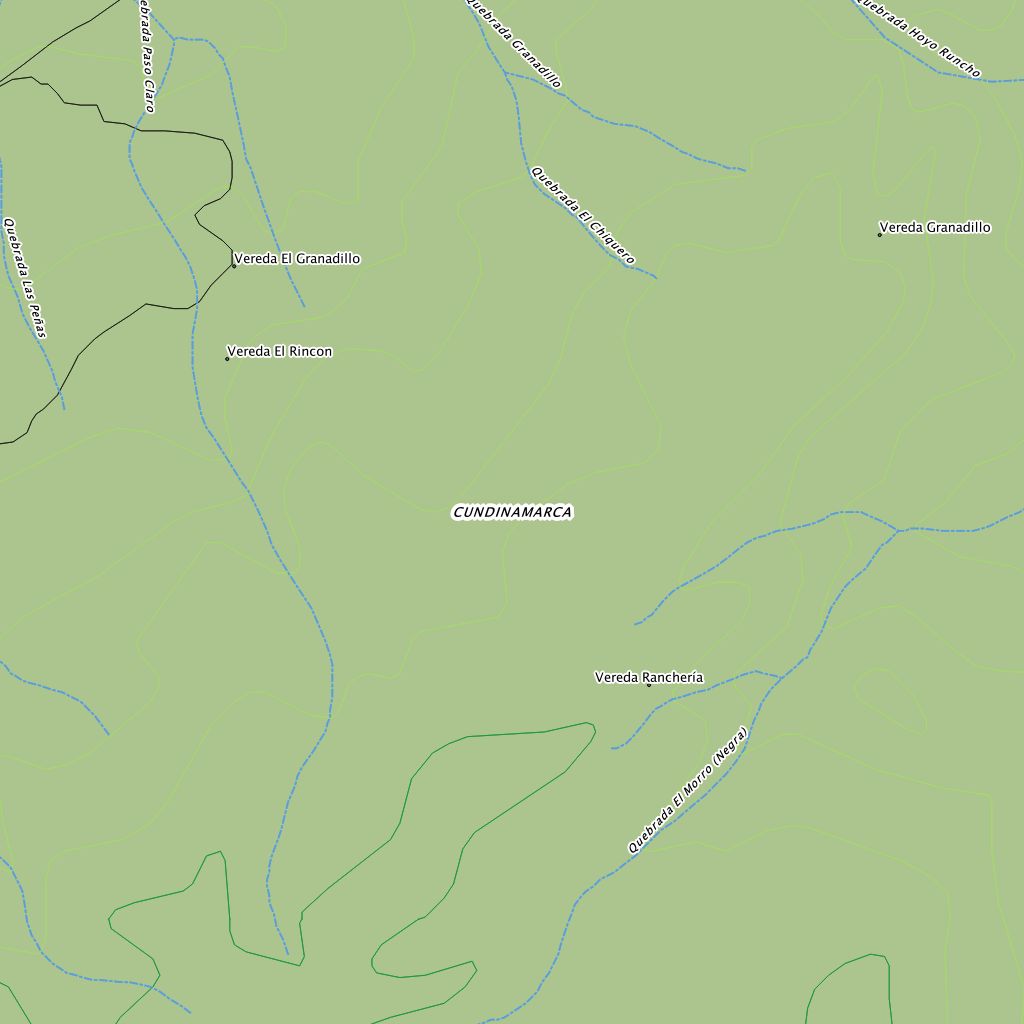 Quebrada Paso Claro
Quebrada Granadillo
Quebrada Hoyo Runcho
Quebrada El Chiquero
Quebrada Las Peñas
Vereda Granadillo
Vereda El Granadillo
Vereda El Rincon
CUNDINAMARCA
Vereda Ranchería
Quebrada El Morro (Negra)